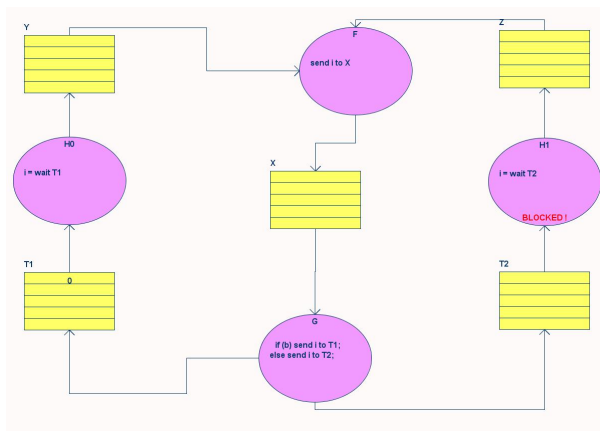 Y
F
Z
send i to X
H0
i = wait T1
H1
i = wait T2
BLOCKED !
X
T1
0
T2
G
if (b) send i to T1;
else send i to T2;